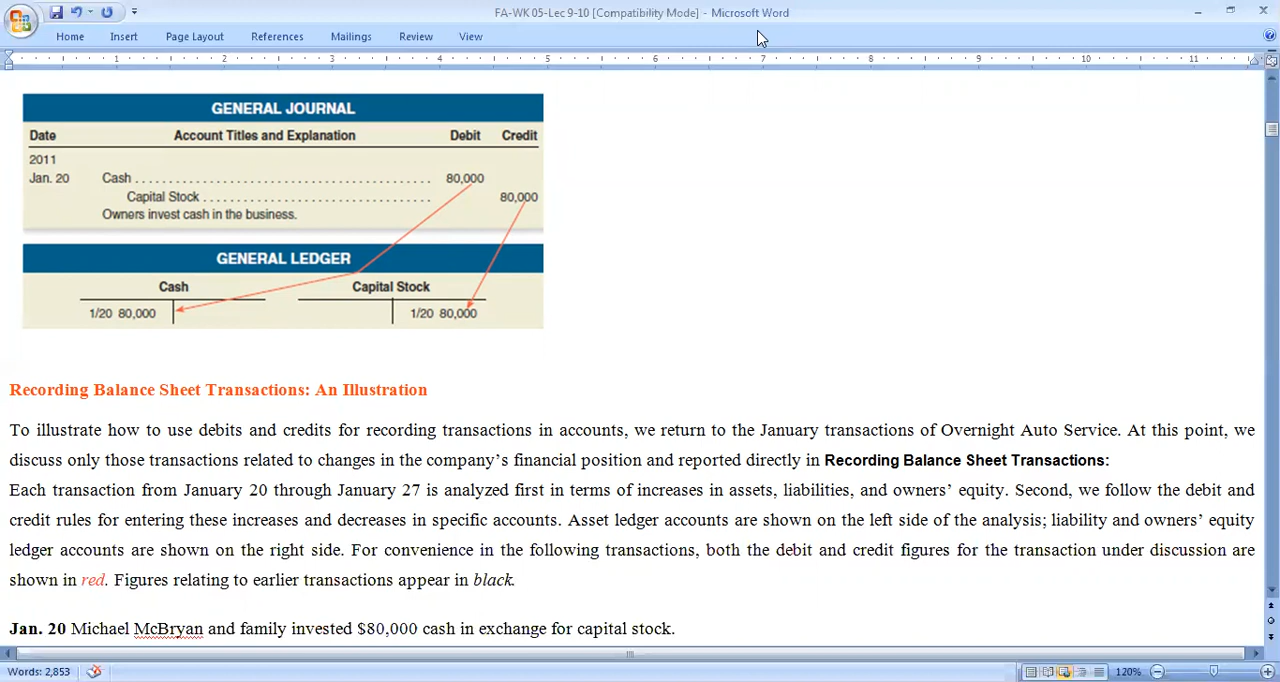 FA-WK 05-Lec 9-10 [Compatibility Mode] - Microsoft Word
Home Insert Page Layout References Mailings Review View
1 2 3 4 5 6 7 8 9 10 11
GENERAL JOURNAL
Date Account Titles and Explanation Debit Credit
2011
Jan. 20 Cash . . . . . . . . . . . . . . . . . . . . . . . . . . . . . . . . . . . . . . . . . . . . . . 80,000
Capital Stock . . . . . . . . . . . . . . . . . . . . . . . . . . . . . . . . . . . 80,000
Owners invest cash in the business.
GENERAL LEDGER
Cash Capital Stock
1/20 80,000 1/20 80,000
Recording Balance Sheet Transactions: An Illustration
To illustrate how to use debits and credits for recording transactions in accounts, we return to the January transactions of Overnight Auto Service. At this point, we
discuss only those transactions related to changes in the company’s financial position and reported directly in Recording Balance Sheet Transactions:
Each transaction from January 20 through January 27 is analyzed first in terms of increases in assets, liabilities, and owners’ equity. Second, we follow the debit and
credit rules for entering these increases and decreases in specific accounts. Asset ledger accounts are shown on the left side of the analysis; liability and owners’ equity
ledger accounts are shown on the right side. For convenience in the following transactions, both the debit and credit figures for the transaction under discussion are
shown in red. Figures relating to earlier transactions appear in black.
Jan. 20 Michael McBryan and family invested $80,000 cash in exchange for capital stock.
Words: 2,853 120%